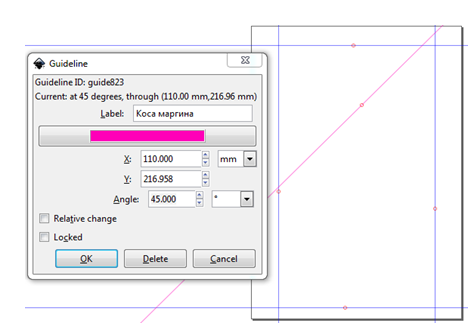 Guideline
Guideline ID: guide823
Current: at 45 degrees, through (110.00 mm,216.96 mm)
Label: Коса маргина
X: 110.000 mm
Y: 216.958
Angle: 45.000 °
Relative change
Locked
OK Delete Cancel